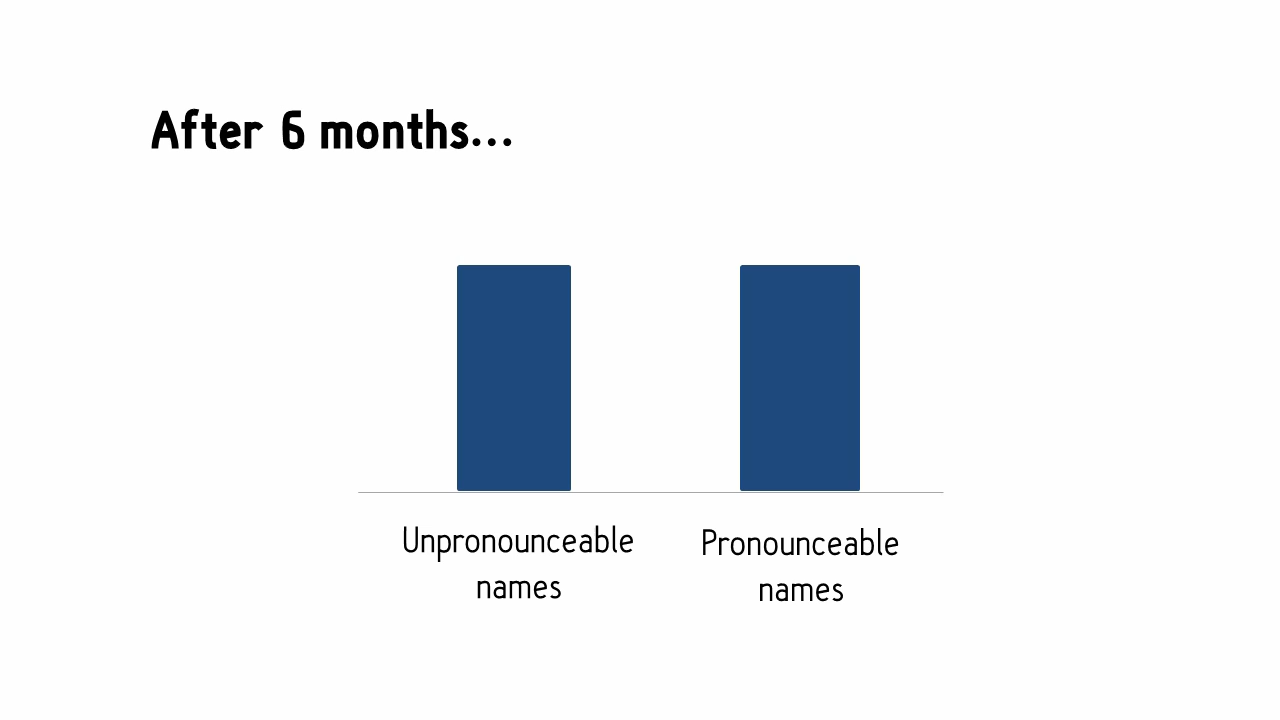 After 6 months...
Unpronounceable
names
Pronounceable
names